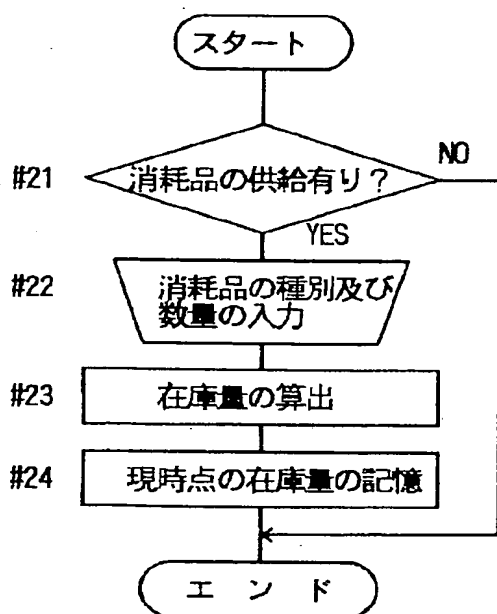 スタート
#21 消耗品の供給有り？ NO
YES
#22 消耗品の種別及び
数量の入力
#23 在庫量の算出
#24 現時点の在庫量の記憶
エンド